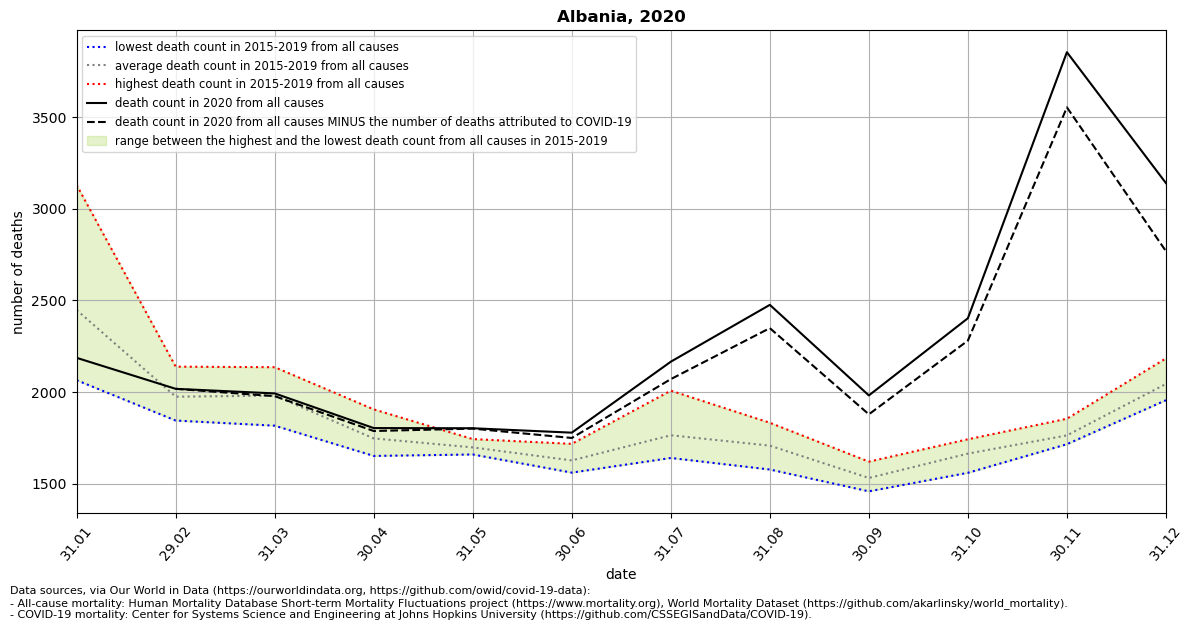 Albania, 2020
lowest death count in 2015-2019 from all causes
average death count in 2015-2019 from all causes
highest death count in 2015-2019 from all causes
death count in 2020 from all causes
death count in 2020 from all causes MINUS the number of deaths attributed to COVID-19
range between the highest and the lowest death count from all causes in 2015-2019
number of deaths
3500
3000
2500
2000
1500
31.01
29.02
31.03
30.04
31.05
30.06
31.07
31.08
30.09
31.10
30.11
31.12
date
Data sources, via Our World in Data (https://ourworldindata.org, https://github.com/owid/covid-19-data):
- All-cause mortality: Human Mortality Database Short-term Mortality Fluctuations project (https://www.mortality.org), World Mortality Dataset (https://github.com/akarlinsky/world_mortality).
- COVID-19 mortality: Center for Systems Science and Engineering at Johns Hopkins University (https://github.com/CSSEGISandData/COVID-19).